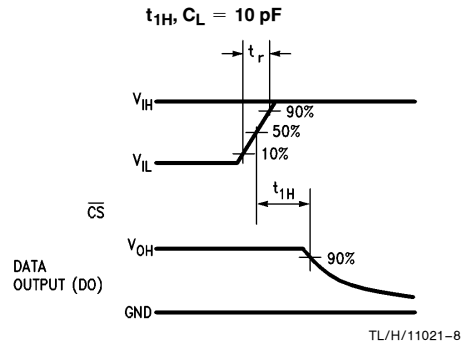 t1H, CL = 10 pF
tr
VIH
90%
50%
VIL
10%
t1H
CS
VOH
90%
DATA
OUTPUT (DO)
GND
TL/H/11021–8